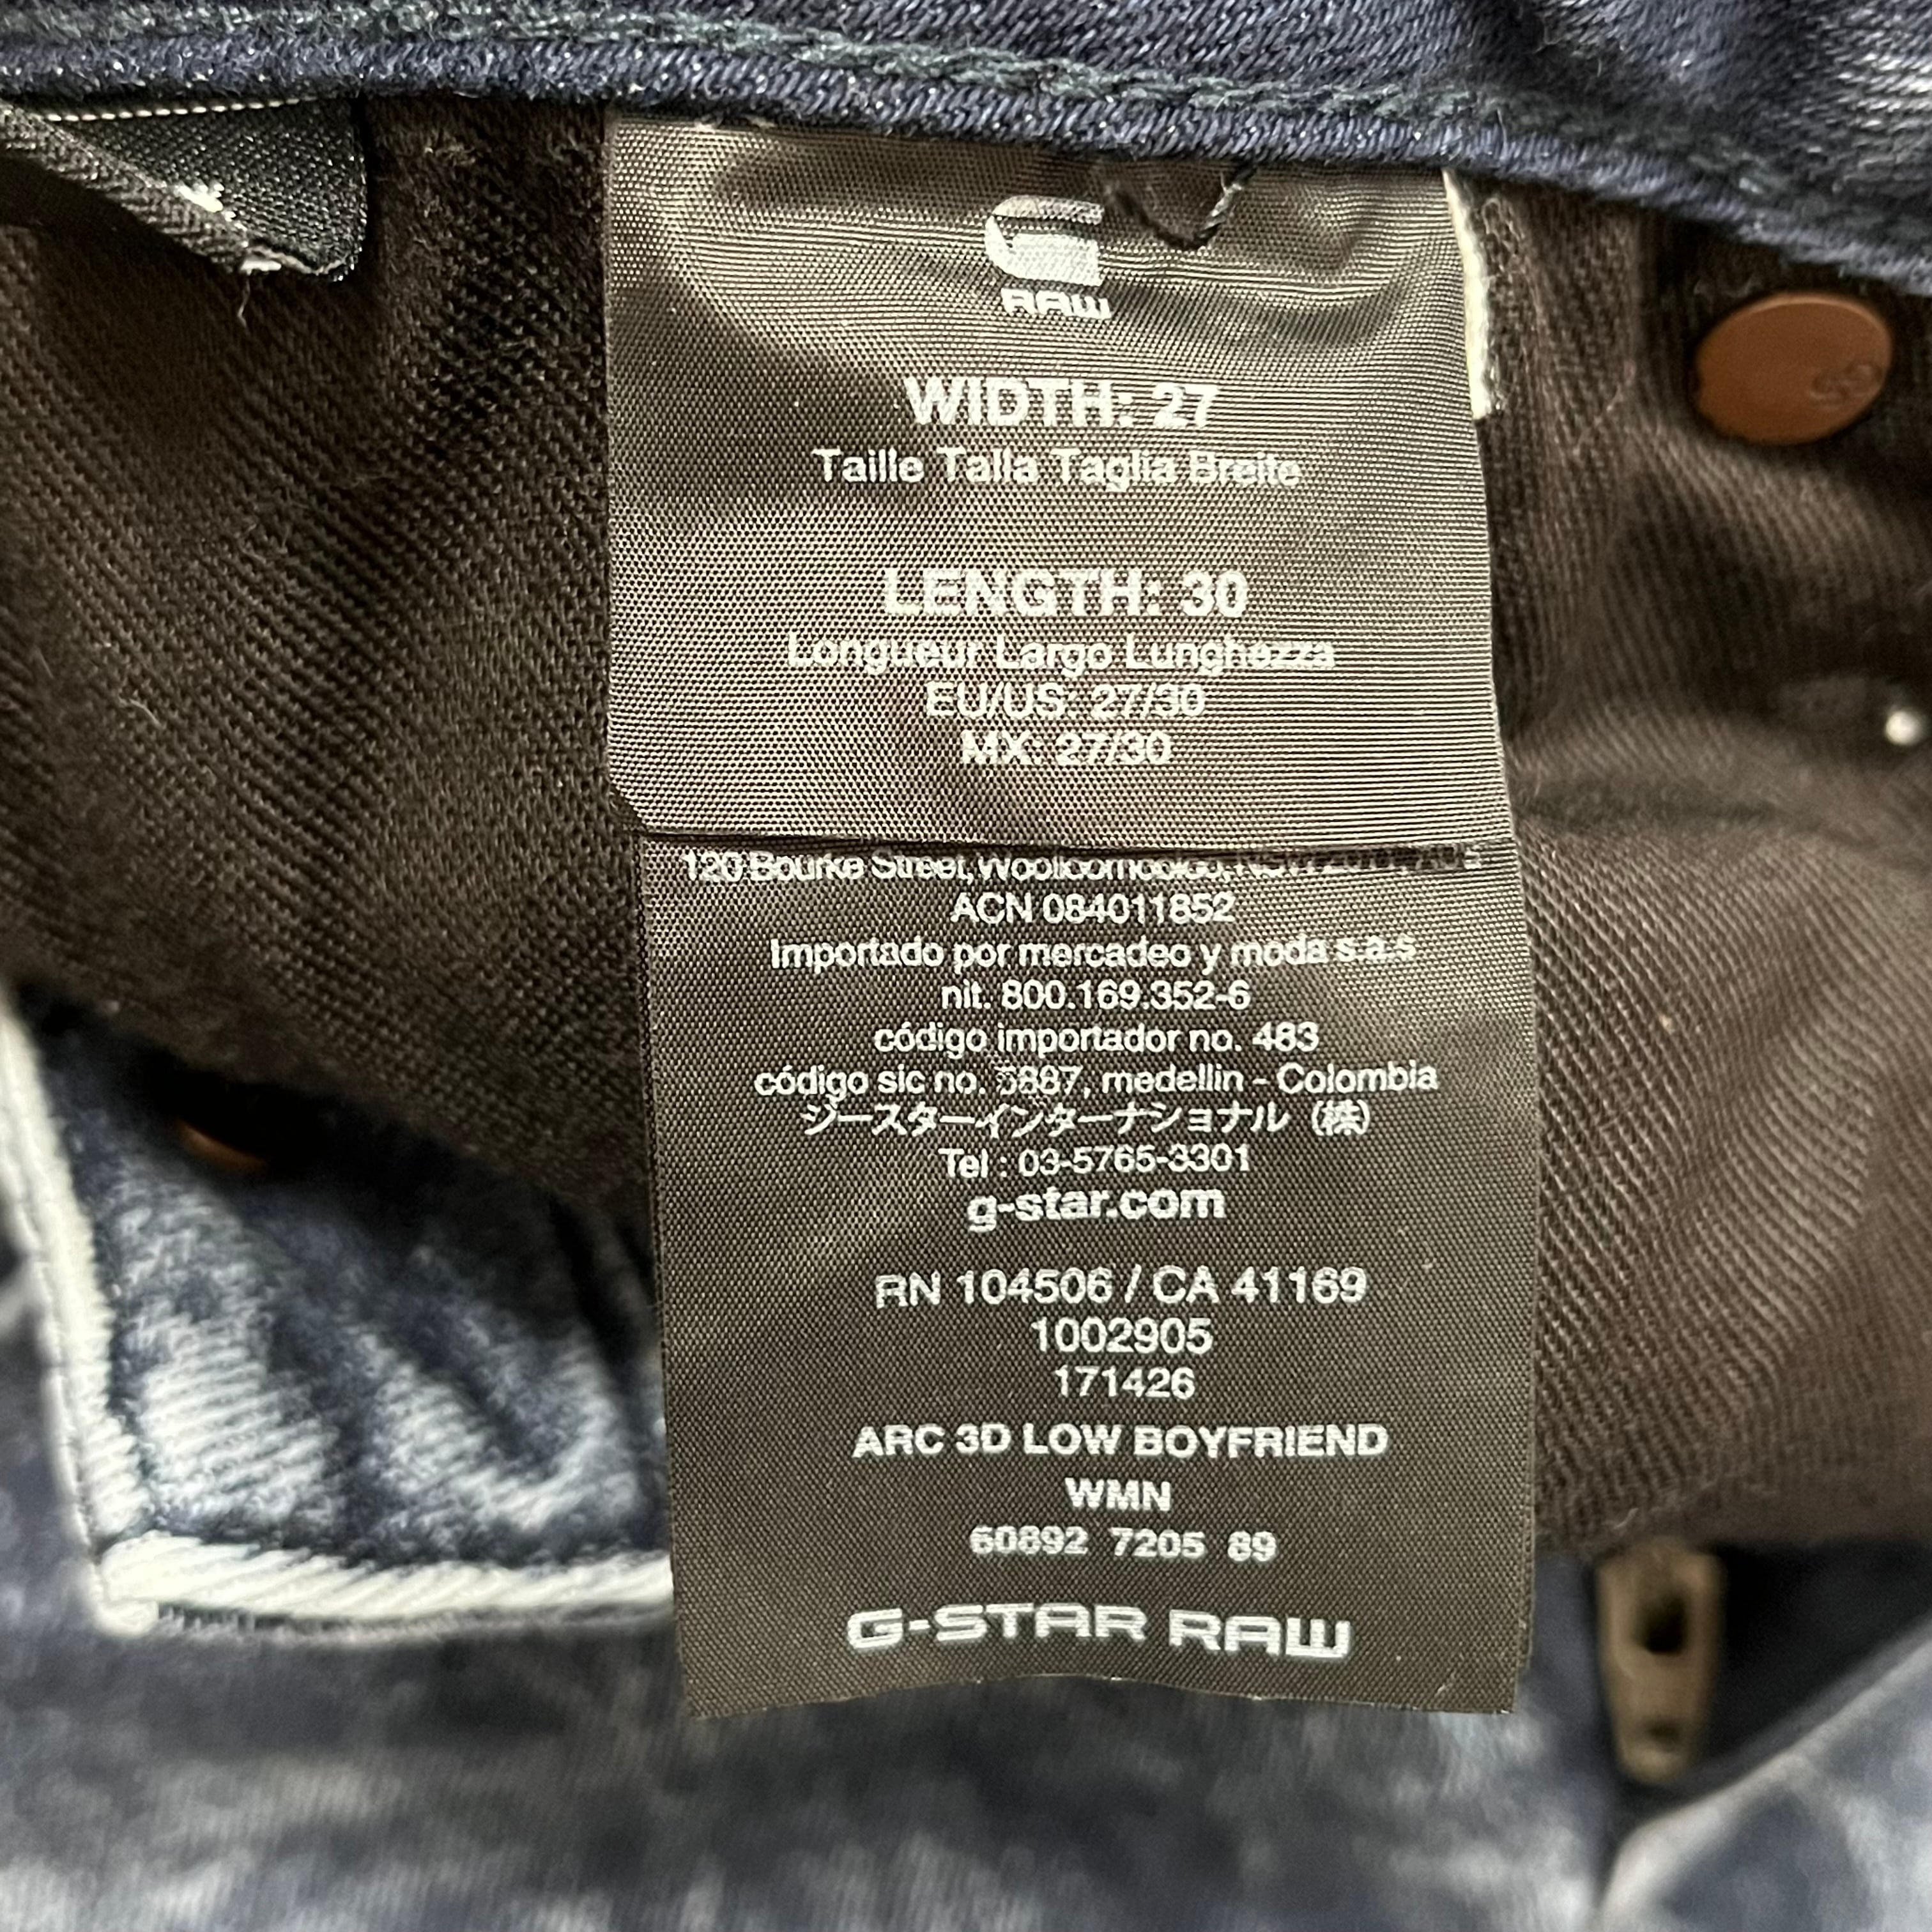 RAW
WIDTH: 27
Taille Talla Taglia Breite
LENGTH: 30
Longueur Largo Lunghezza
EU/US: 27/30
MX: 27/30
120 Bourke Street,
ACN 084011852
Importado por mercadeo y moda s.a.s
nit. 800.169.352-6
código importador no. 483
código sic no. 5887, medellin - Colombia
ジースターインターナショナル (株)
Tel : 03-5765-3301
g-star.com
RN 104506 / CA 41169
1002905
171426
ARC 3D LOW BOYFRIEND
WMN
60892 7205 89
G-STAR RAW